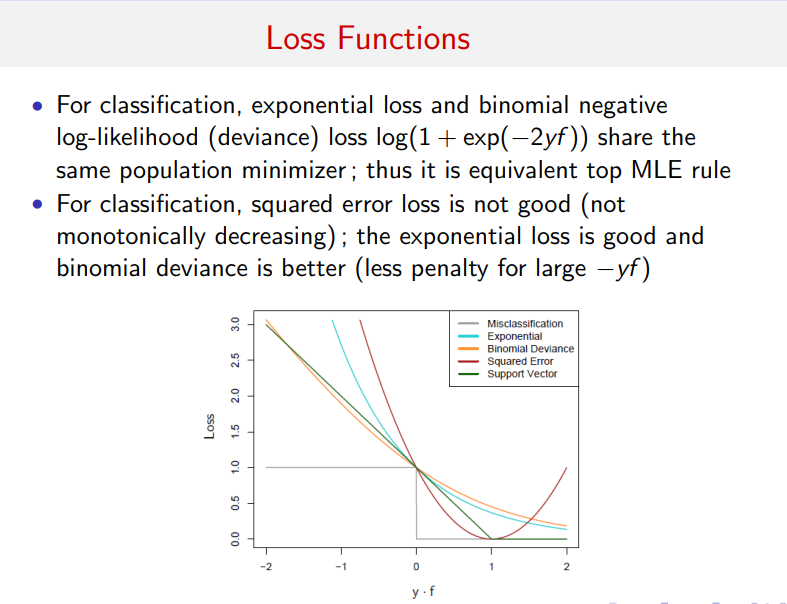 Loss Functions
• For classification, exponential loss and binomial negative
log-likelihood (deviance) loss log(1 + exp(−2yf)) share the
same population minimizer; thus it is equivalent top MLE rule
• For classification, squared error loss is not good (not
monotonically decreasing); the exponential loss is good and
binomial deviance is better (less penalty for large −yf)
Misclassification
Exponential
Binomial Deviance
Squared Error
Support Vector
3.0
2.5
2.0
1.5
1.0
0.5
0.0
Loss
−2 −1 0 1 2
y · f